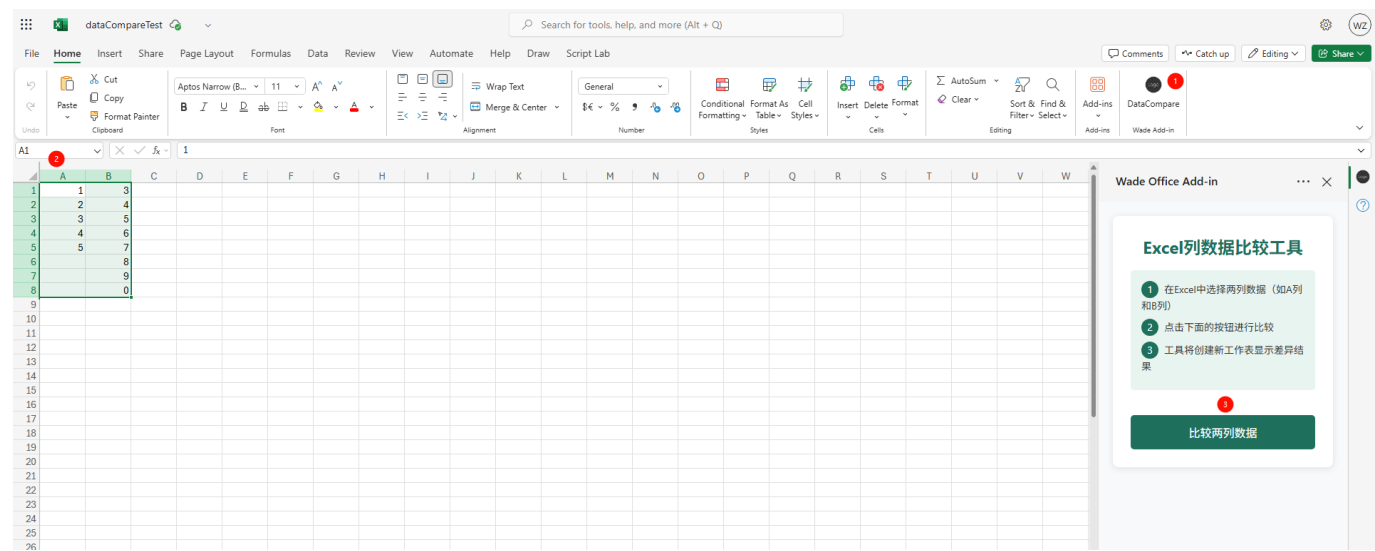 dataCompareTest
Search for tools, help, and more (Alt + Q)
WZ
File Home Insert Share Page Layout Formulas Data Review View Automate Help Draw Script Lab
Comments Catch up Editing Share
Paste
Cut
Copy
Format Painter
Aptos Narrow (B... 11
B I U D ab
Wrap Text
Merge & Center
General
$€ % 9
Conditional Formatting
Format As Table
Cell Styles
Insert Delete Format
AutoSum
Clear
Sort & Filter
Find & Select
Add-ins
DataCompare
1
Undo Clipboard Font Alignment Number Styles Cells Editing Add-ins Wade Add-in
A1 fx 1
2
A B C D E F G H I J K L M N O P Q R S T U V W
1 1 3
2 2 4
3 3 5
4 4 6
5 5 7
6 8
7 9
8 0
9
10
11
12
13
14
15
16
17
18
19
20
21
22
23
24
25
26
Wade Office Add-in
Excel列数据比较工具
1 在Excel中选择两列数据（如A列
和B列）
2 点击下面的按钮进行比较
3 工具将创建新工作表显示差异结
果
3
比较两列数据